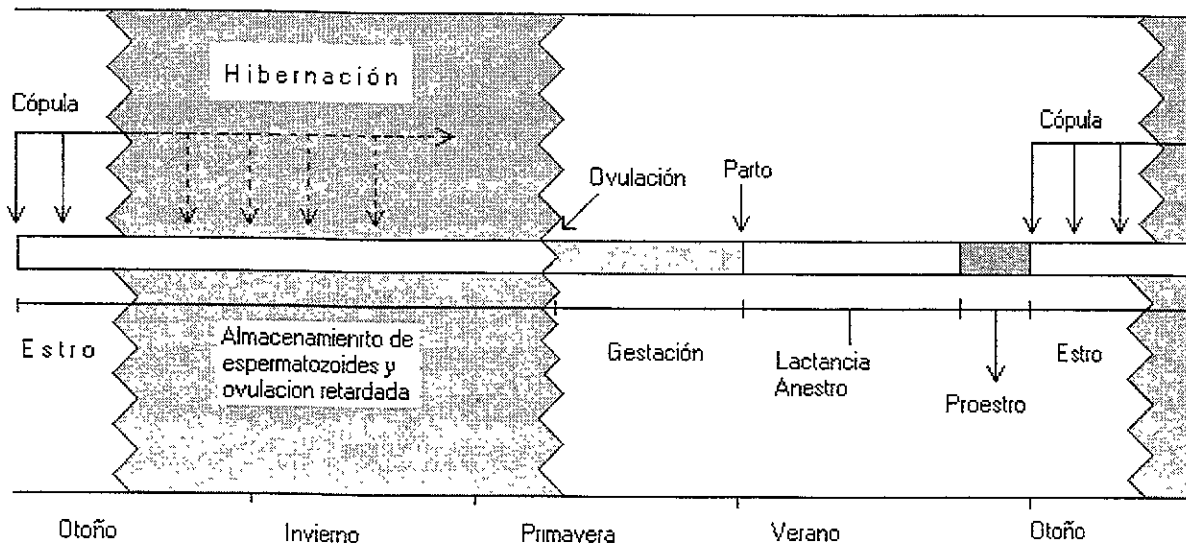 Hibernación
Cópula
Cópula
Ovulación
Parto
Estro
Almacenamienrto de
espermatozoides y
ovulacion retardada
Gestación
Lactancia
Anestro
Proestro
Estro
Otoño
Invierno
Primavera
Verano
Otoño